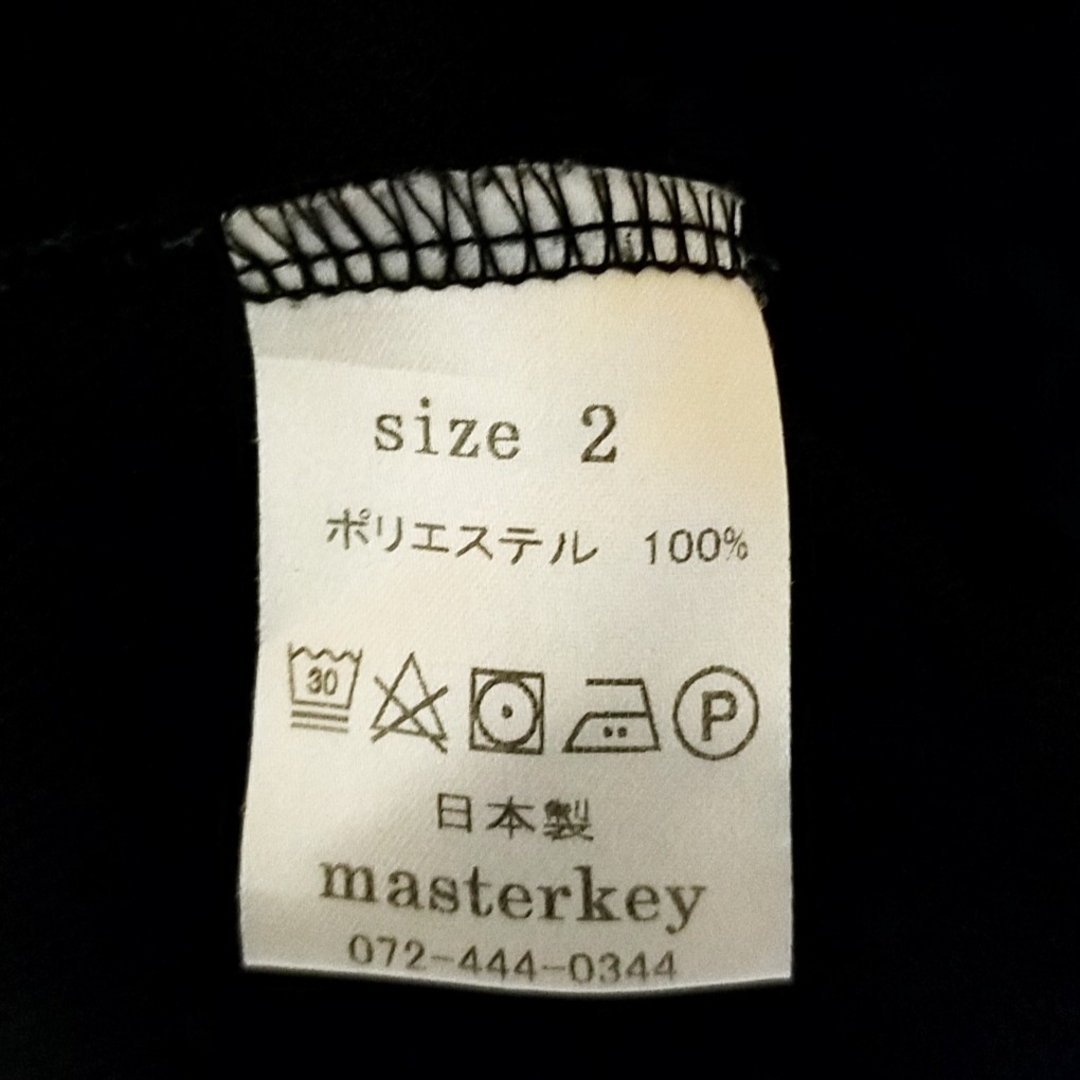 size 2
ポリエステル 100%
30 P
日本製
masterkey
072-444-0344